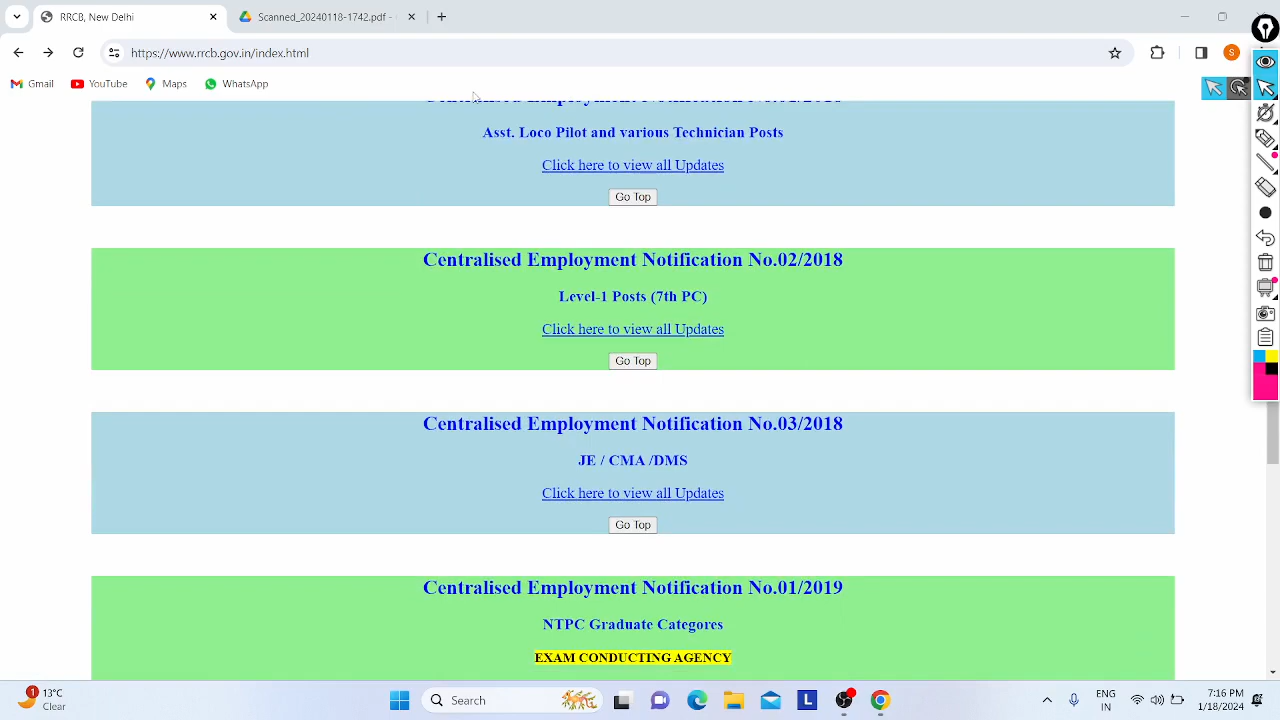 RRCB, New Delhi
Scanned_20240118-1742.pdf -
https://www.rrcb.gov.in/index.html
S
Gmail
YouTube
Maps
WhatsApp
Asst. Loco Pilot and various Technician Posts
Click here to view all Updates
Go Top
Centralised Employment Notification No.02/2018
Level-1 Posts (7th PC)
Click here to view all Updates
Go Top
Centralised Employment Notification No.03/2018
JE / CMA /DMS
Click here to view all Updates
Go Top
Centralised Employment Notification No.01/2019
NTPC Graduate Categores
EXAM CONDUCTING AGENCY
1
13°C
Clear
Search
L
ENG
IN
7:16 PM
1/18/2024